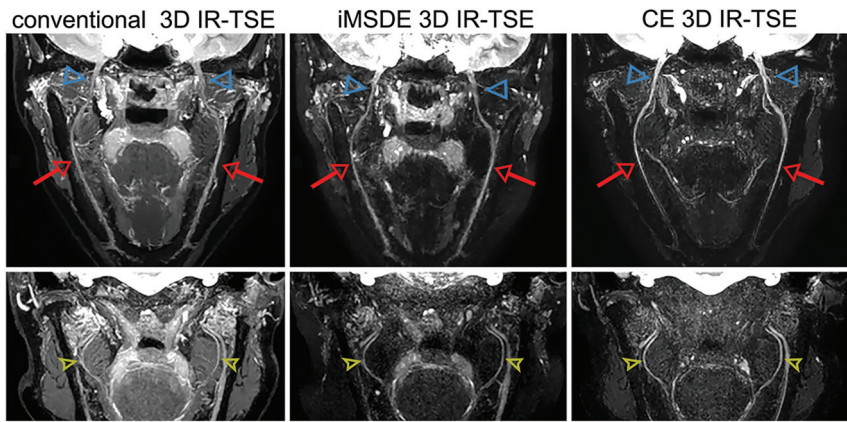 conventional 3D IR-TSE
iMSDE 3D IR-TSE
CE 3D IR-TSE